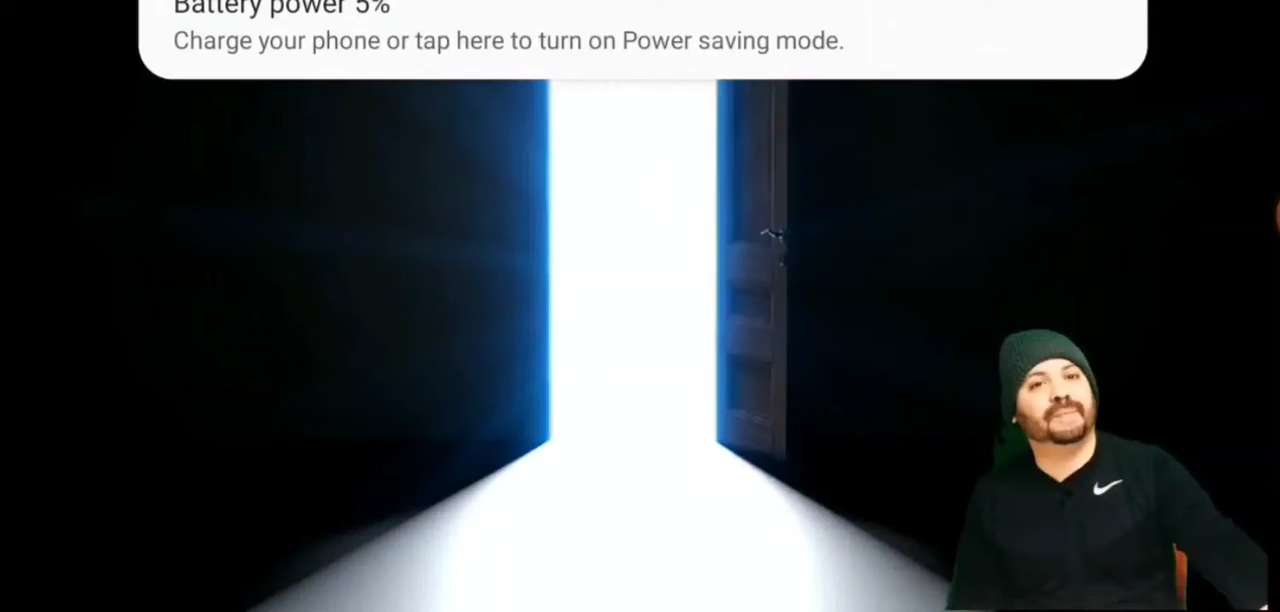 Battery power 5%
Charge your phone or tap here to turn on Power saving mode.